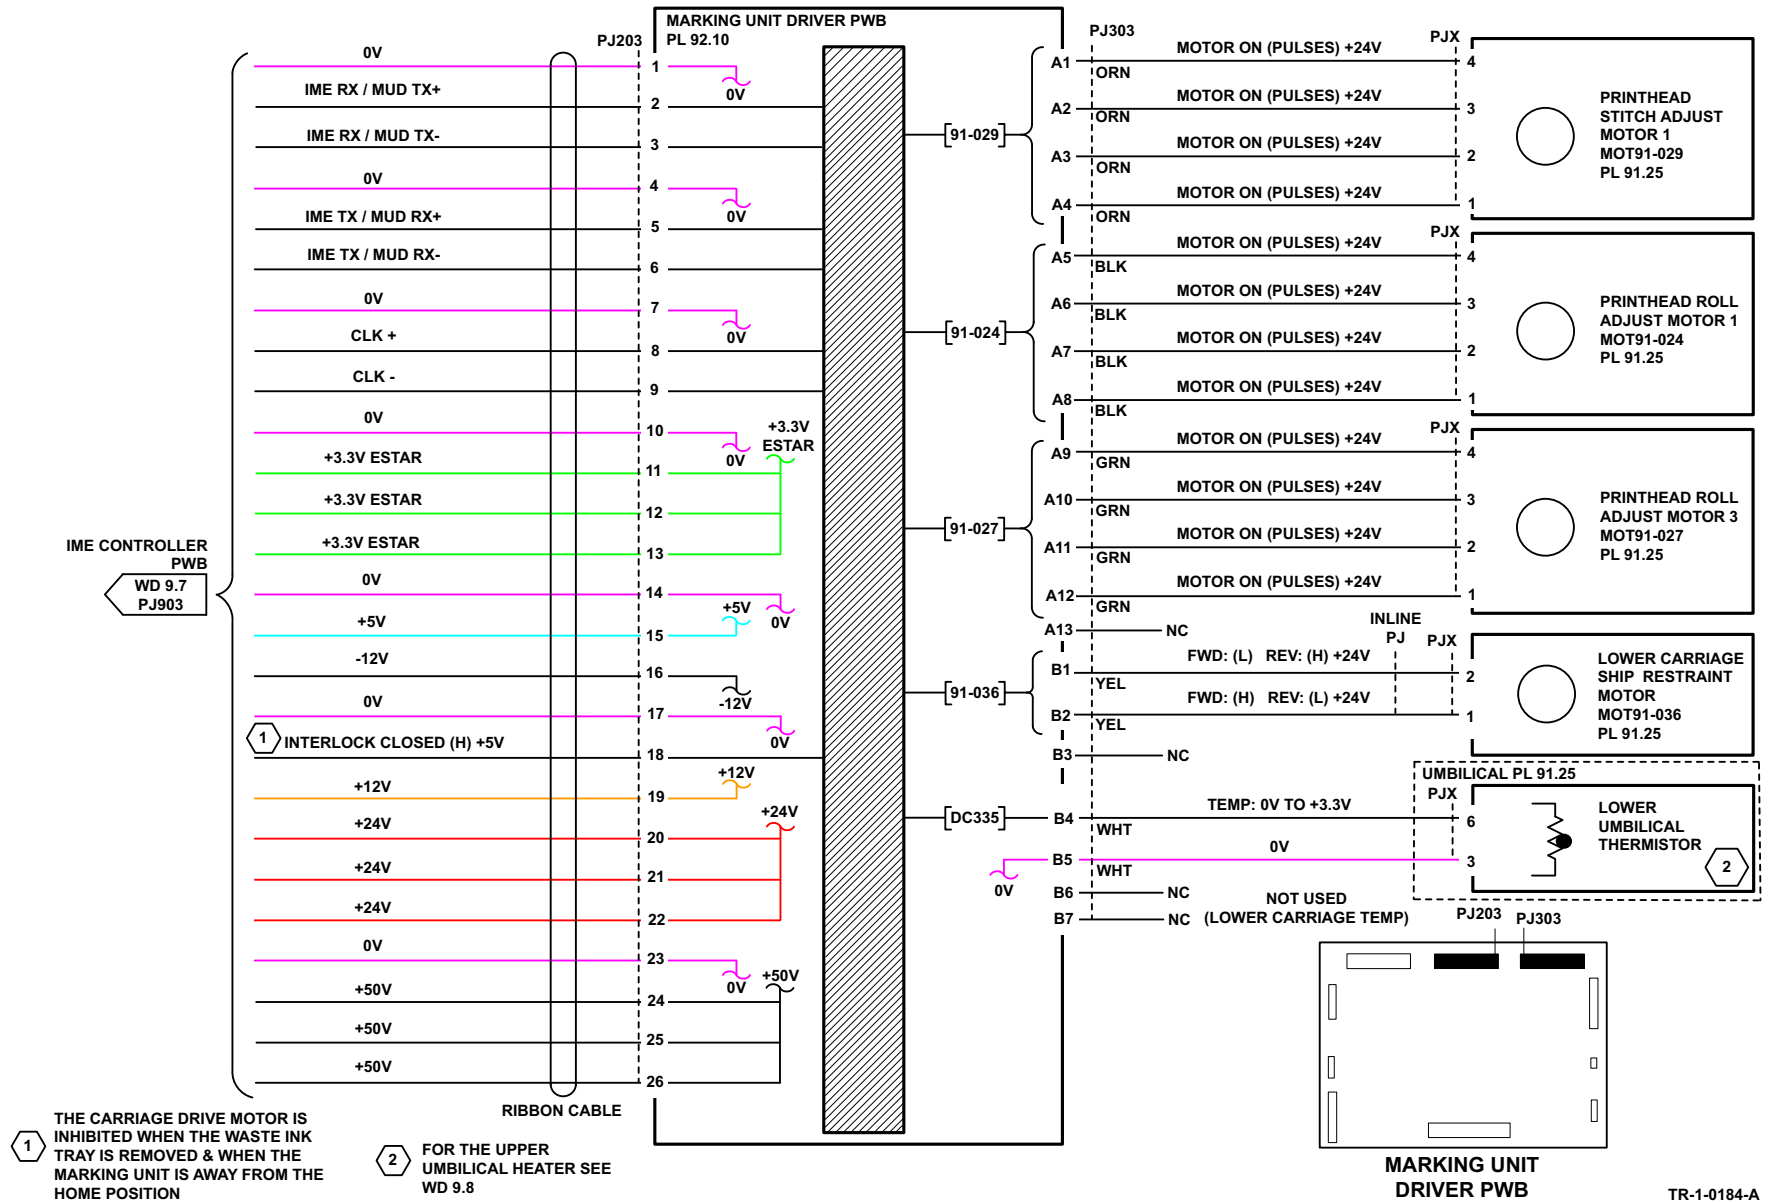 MARKING UNIT DRIVER PWB
PL 92.10
PJ203
PJ303
PJX
0V
1
0V
IME RX / MUD TX+
2
IME RX / MUD TX-
3
0V
4
0V
IME TX / MUD RX+
5
IME TX / MUD RX-
6
0V
7
0V
CLK +
8
CLK -
9
0V
10
0V
+3.3V
ESTAR
+3.3V ESTAR
11
+3.3V ESTAR
12
+3.3V ESTAR
13
0V
14
0V
+5V
15
+5V
-12V
16
-12V
0V
17
0V
1
INTERLOCK CLOSED (H) +5V
18
+12V
19
+12V
+24V
20
+24V
+24V
21
+24V
22
0V
23
0V
+50V
+50V
24
+50V
25
+50V
26
IME CONTROLLER
PWB
WD 9.7
PJ903
RIBBON CABLE
91-029
A1
ORN
MOTOR ON (PULSES) +24V
4
A2
ORN
MOTOR ON (PULSES) +24V
3
A3
ORN
MOTOR ON (PULSES) +24V
2
A4
ORN
MOTOR ON (PULSES) +24V
1
PRINTHEAD
STITCH ADJUST
MOTOR 1
MOT91-029
PL 91.25
91-024
PJX
A5
BLK
MOTOR ON (PULSES) +24V
4
A6
BLK
MOTOR ON (PULSES) +24V
3
A7
BLK
MOTOR ON (PULSES) +24V
2
A8
BLK
MOTOR ON (PULSES) +24V
1
PRINTHEAD ROLL
ADJUST MOTOR 1
MOT91-024
PL 91.25
91-027
PJX
A9
GRN
MOTOR ON (PULSES) +24V
4
A10
GRN
MOTOR ON (PULSES) +24V
3
A11
GRN
MOTOR ON (PULSES) +24V
2
A12
GRN
MOTOR ON (PULSES) +24V
1
PRINTHEAD ROLL
ADJUST MOTOR 3
MOT91-027
PL 91.25
A13
NC
INLINE
PJ
PJX
91-036
B1
YEL
FWD: (L) REV: (H) +24V
2
B2
YEL
FWD: (H) REV: (L) +24V
1
LOWER CARRIAGE
SHIP RESTRAINT
MOTOR
MOT91-036
PL 91.25
B3
NC
UMBILICAL PL 91.25
PJX
DC335
B4
WHT
TEMP: 0V TO +3.3V
6
0V
B5
WHT
0V
3
LOWER
UMBILICAL
THERMISTOR
2
B6
NC
B7
NC
NOT USED
(LOWER CARRIAGE TEMP)
PJ203
PJ303
MARKING UNIT
DRIVER PWB
1
THE CARRIAGE DRIVE MOTOR IS
INHIBITED WHEN THE WASTE INK
TRAY IS REMOVED & WHEN THE
MARKING UNIT IS AWAY FROM THE
HOME POSITION
2
FOR THE UPPER
UMBILICAL HEATER SEE
WD 9.8
TR-1-0184-A